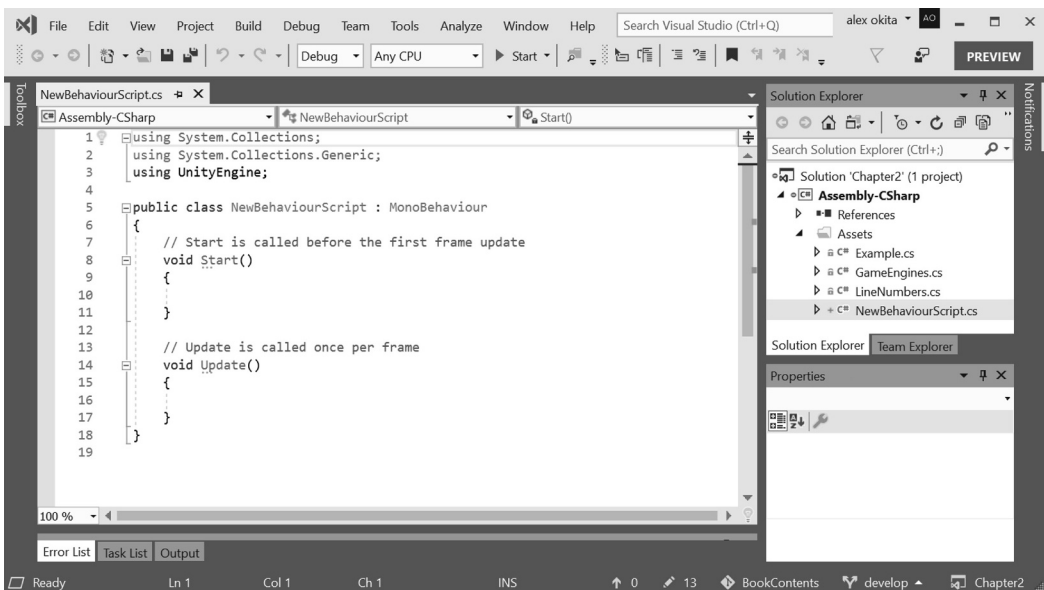 File Edit View Project Build Debug Team Tools Analyze Window Help Search Visual Studio (Ctrl+Q) alex okita AO
Debug Any CPU Start PREVIEW
Toolbox
NewBehaviourScript.cs
C# Assembly-CSharp NewBehaviourScript Start()
1 using System.Collections;
2 using System.Collections.Generic;
3 using UnityEngine;
4
5 public class NewBehaviourScript : MonoBehaviour
6 {
7 // Start is called before the first frame update
8 void Start()
9 {
10
11 }
12
13 // Update is called once per frame
14 void Update()
15 {
16
17 }
18 }
19
100 %
Error List Task List Output
Solution Explorer
Search Solution Explorer (Ctrl+;)
Solution 'Chapter2' (1 project)
C# Assembly-CSharp
References
Assets
C# Example.cs
C# GameEngines.cs
C# LineNumbers.cs
+ C# NewBehaviourScript.cs
Solution Explorer Team Explorer
Properties
Notifications
Ready Ln 1 Col 1 Ch 1 INS 0 13 BookContents develop Chapter2